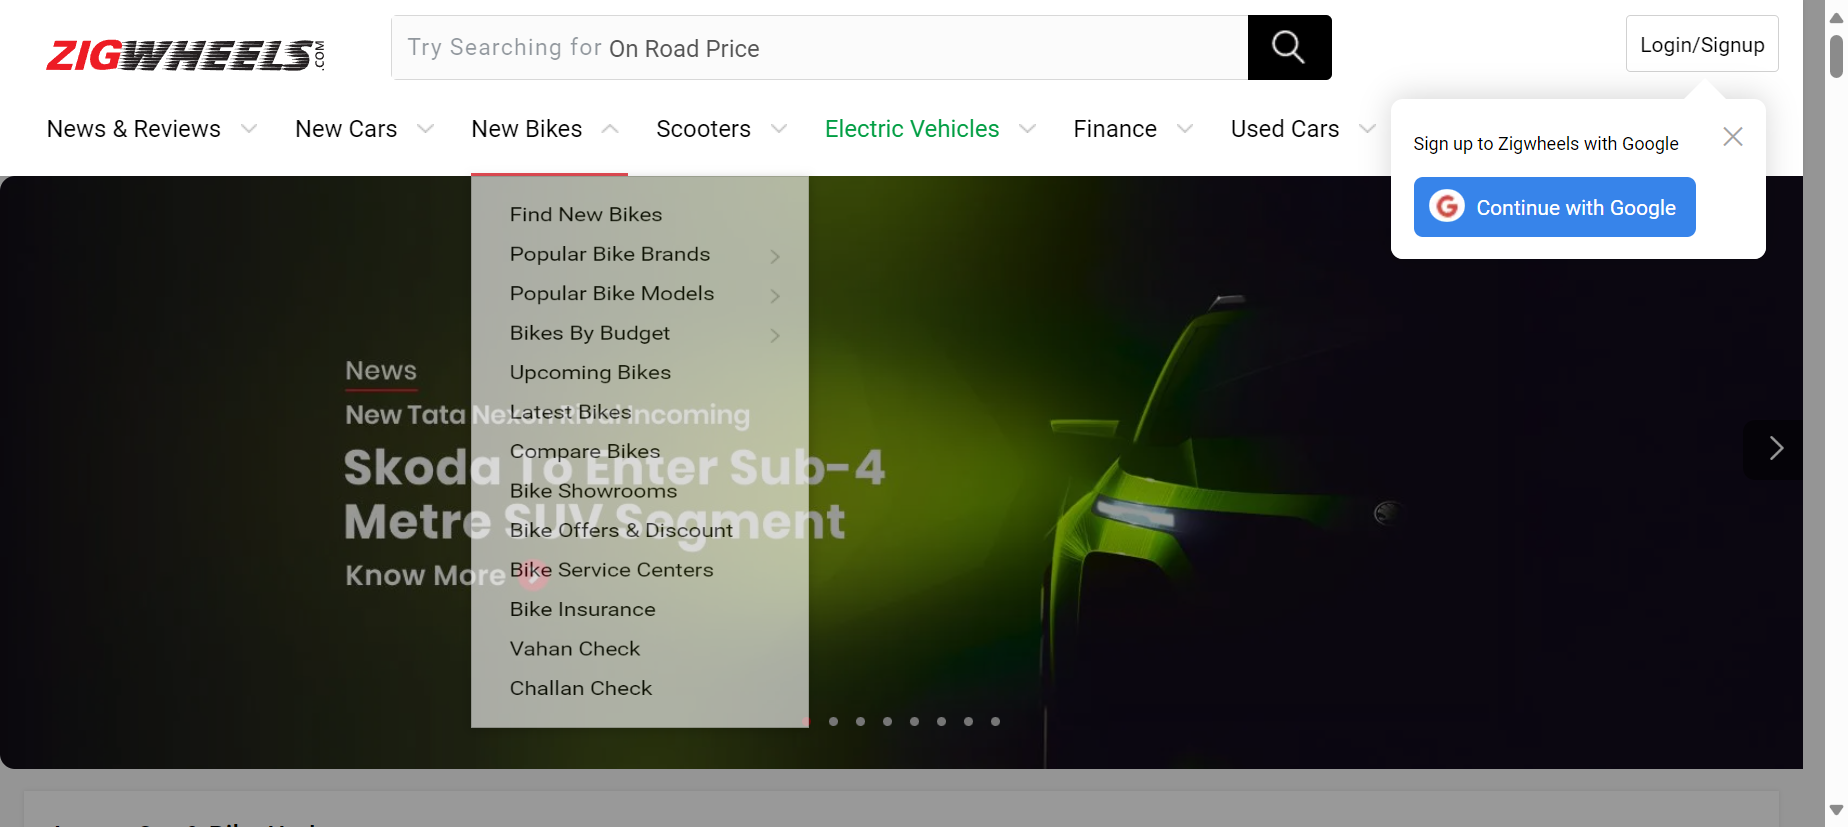 ZIGWHEELS.COM
Try Searching for On Road Price
Login/Signup
News & Reviews
New Cars
New Bikes
Scooters
Electric Vehicles
Finance
Used Cars
Sign up to Zigwheels with Google
Continue with Google
Find New Bikes
Popular Bike Brands
Popular Bike Models
Bikes By Budget
Upcoming Bikes
Latest Bikes
Compare Bikes
Bike Showrooms
Bike Offers & Discount
Bike Service Centers
Bike Insurance
Vahan Check
Challan Check
News
New Tata Nexon Rival Incoming
Skoda To Enter Sub-4
Metre SUV Segment
Know More